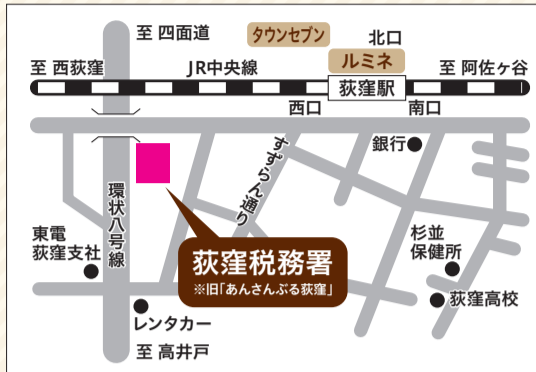 至 四面道
タウンセブン
北口
ルミネ
至 西荻窪
JR中央線
至 阿佐ヶ谷
荻窪駅
西口
南口
銀行
すずらん通り
環状八号線
東電
荻窪支社
荻窪税務署
※旧「あんさんぶる荻窪」
杉並
保健所
荻窪高校
レンタカー
至 高井戸